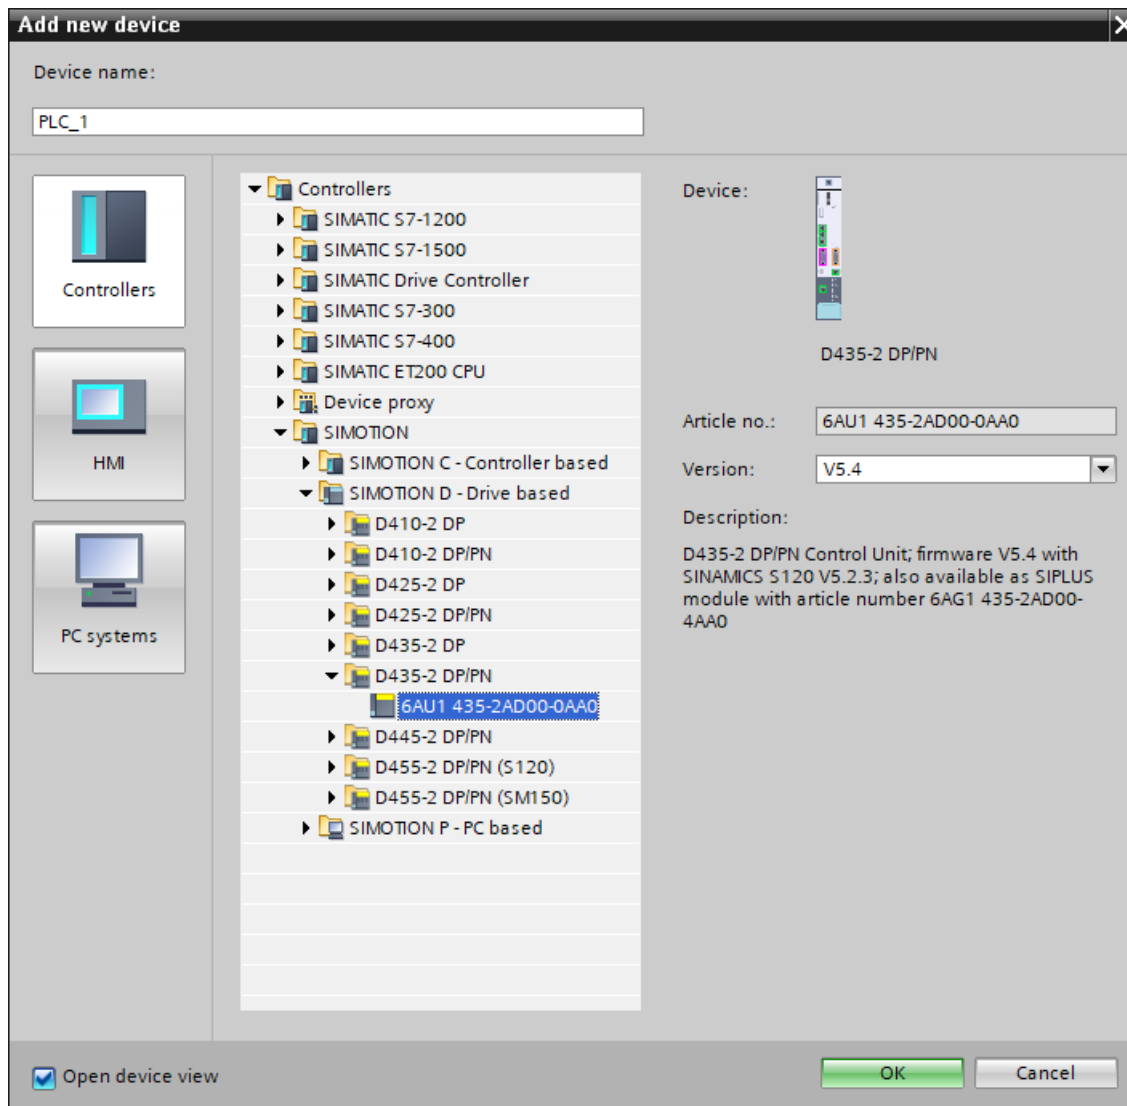 Add new device
Device name:
PLC_1
Controllers
HMI
PC systems
Controllers
SIMATIC S7-1200
SIMATIC S7-1500
SIMATIC Drive Controller
SIMATIC S7-300
SIMATIC S7-400
SIMATIC ET200 CPU
Device proxy
SIMOTION
SIMOTION C - Controller based
SIMOTION D - Drive based
D410-2 DP
D410-2 DP/PN
D425-2 DP
D425-2 DP/PN
D435-2 DP
D435-2 DP/PN
6AU1 435-2AD00-0AA0
D445-2 DP/PN
D455-2 DP/PN (S120)
D455-2 DP/PN (SM150)
SIMOTION P - PC based
Device:
D435-2 DP/PN
Article no.: 6AU1 435-2AD00-0AA0
Version: V5.4
Description:
D435-2 DP/PN Control Unit; firmware V5.4 with
SINAMICS S120 V5.2.3; also available as SIPLUS
module with article number 6AG1 435-2AD00-
4AA0
Open device view
OK
Cancel